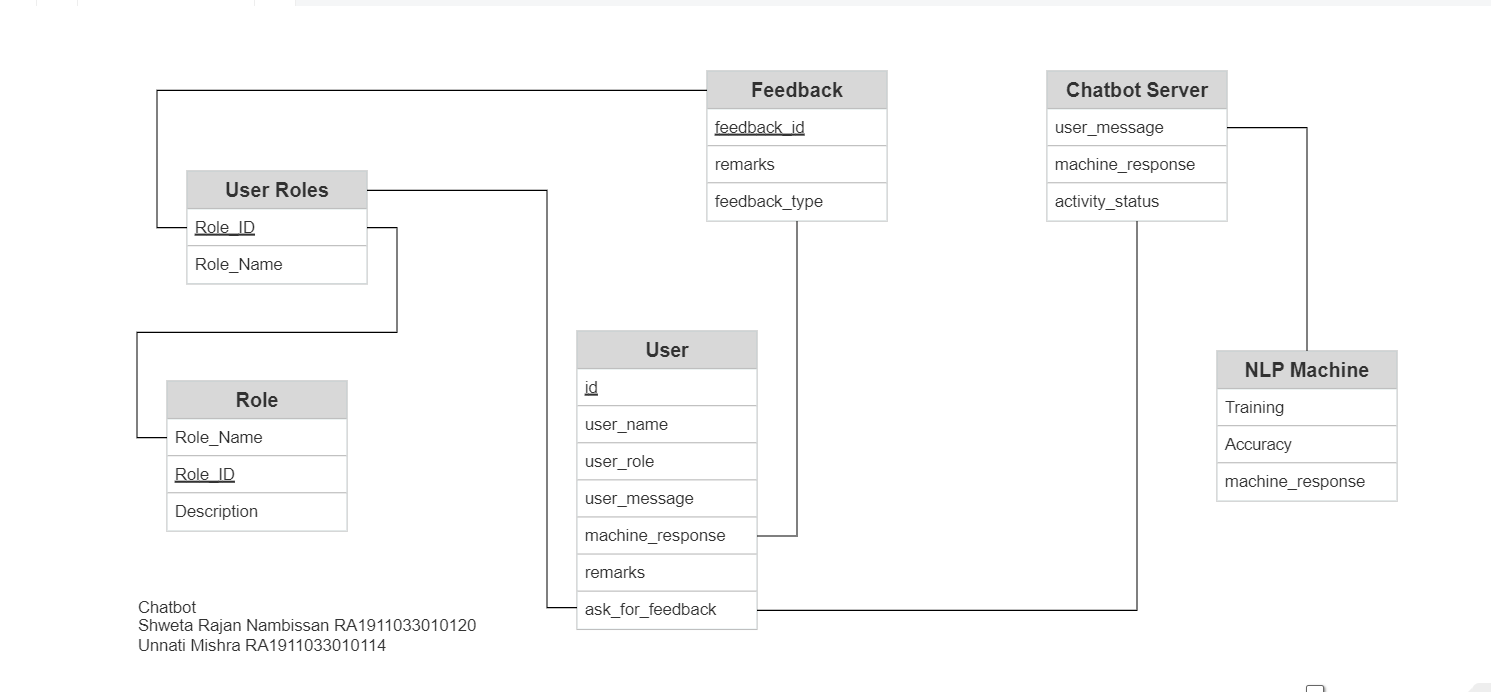 Feedback
feedback_id
remarks
feedback_type
Chatbot Server
user_message
machine_response
activity_status
User Roles
Role_ID
Role_Name
Role
Role_Name
Role_ID
Description
User
id
user_name
user_role
user_message
machine_response
remarks
ask_for_feedback
NLP Machine
Training
Accuracy
machine_response
Chatbot
Shweta Rajan Nambissan RA1911033010120
Unnati Mishra RA1911033010114